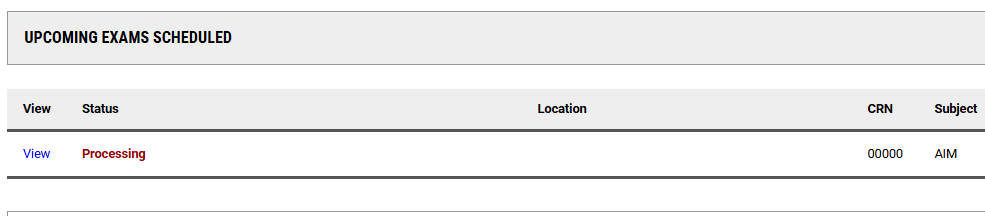 UPCOMING EXAMS SCHEDULED
View Status Location CRN Subject
View Processing 00000 AIM